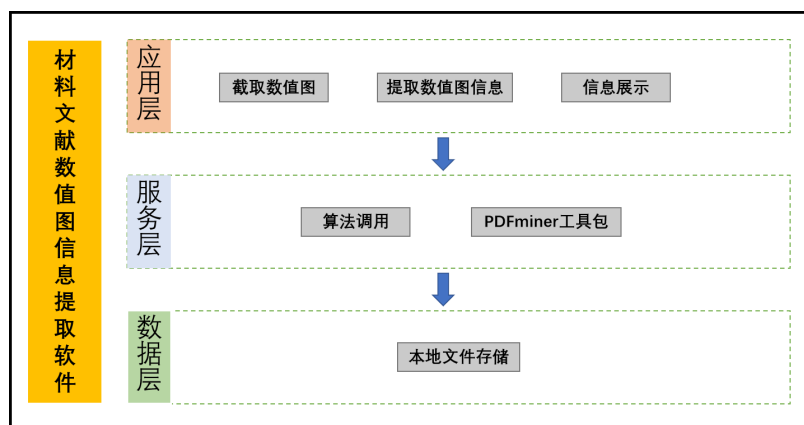 材料文献数值图信息提取软件
应用层
截取数值图
提取数值图信息
信息展示
服务层
算法调用
PDFminer工具包
数据层
本地文件存储